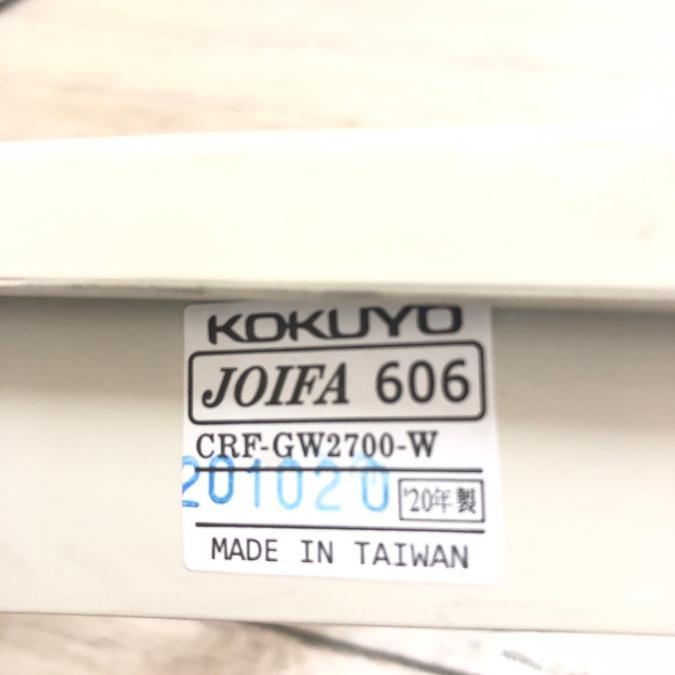 KOKUYO
JOIFA 606
CRF-GW2700-W
201020 '20年製
MADE IN TAIWAN